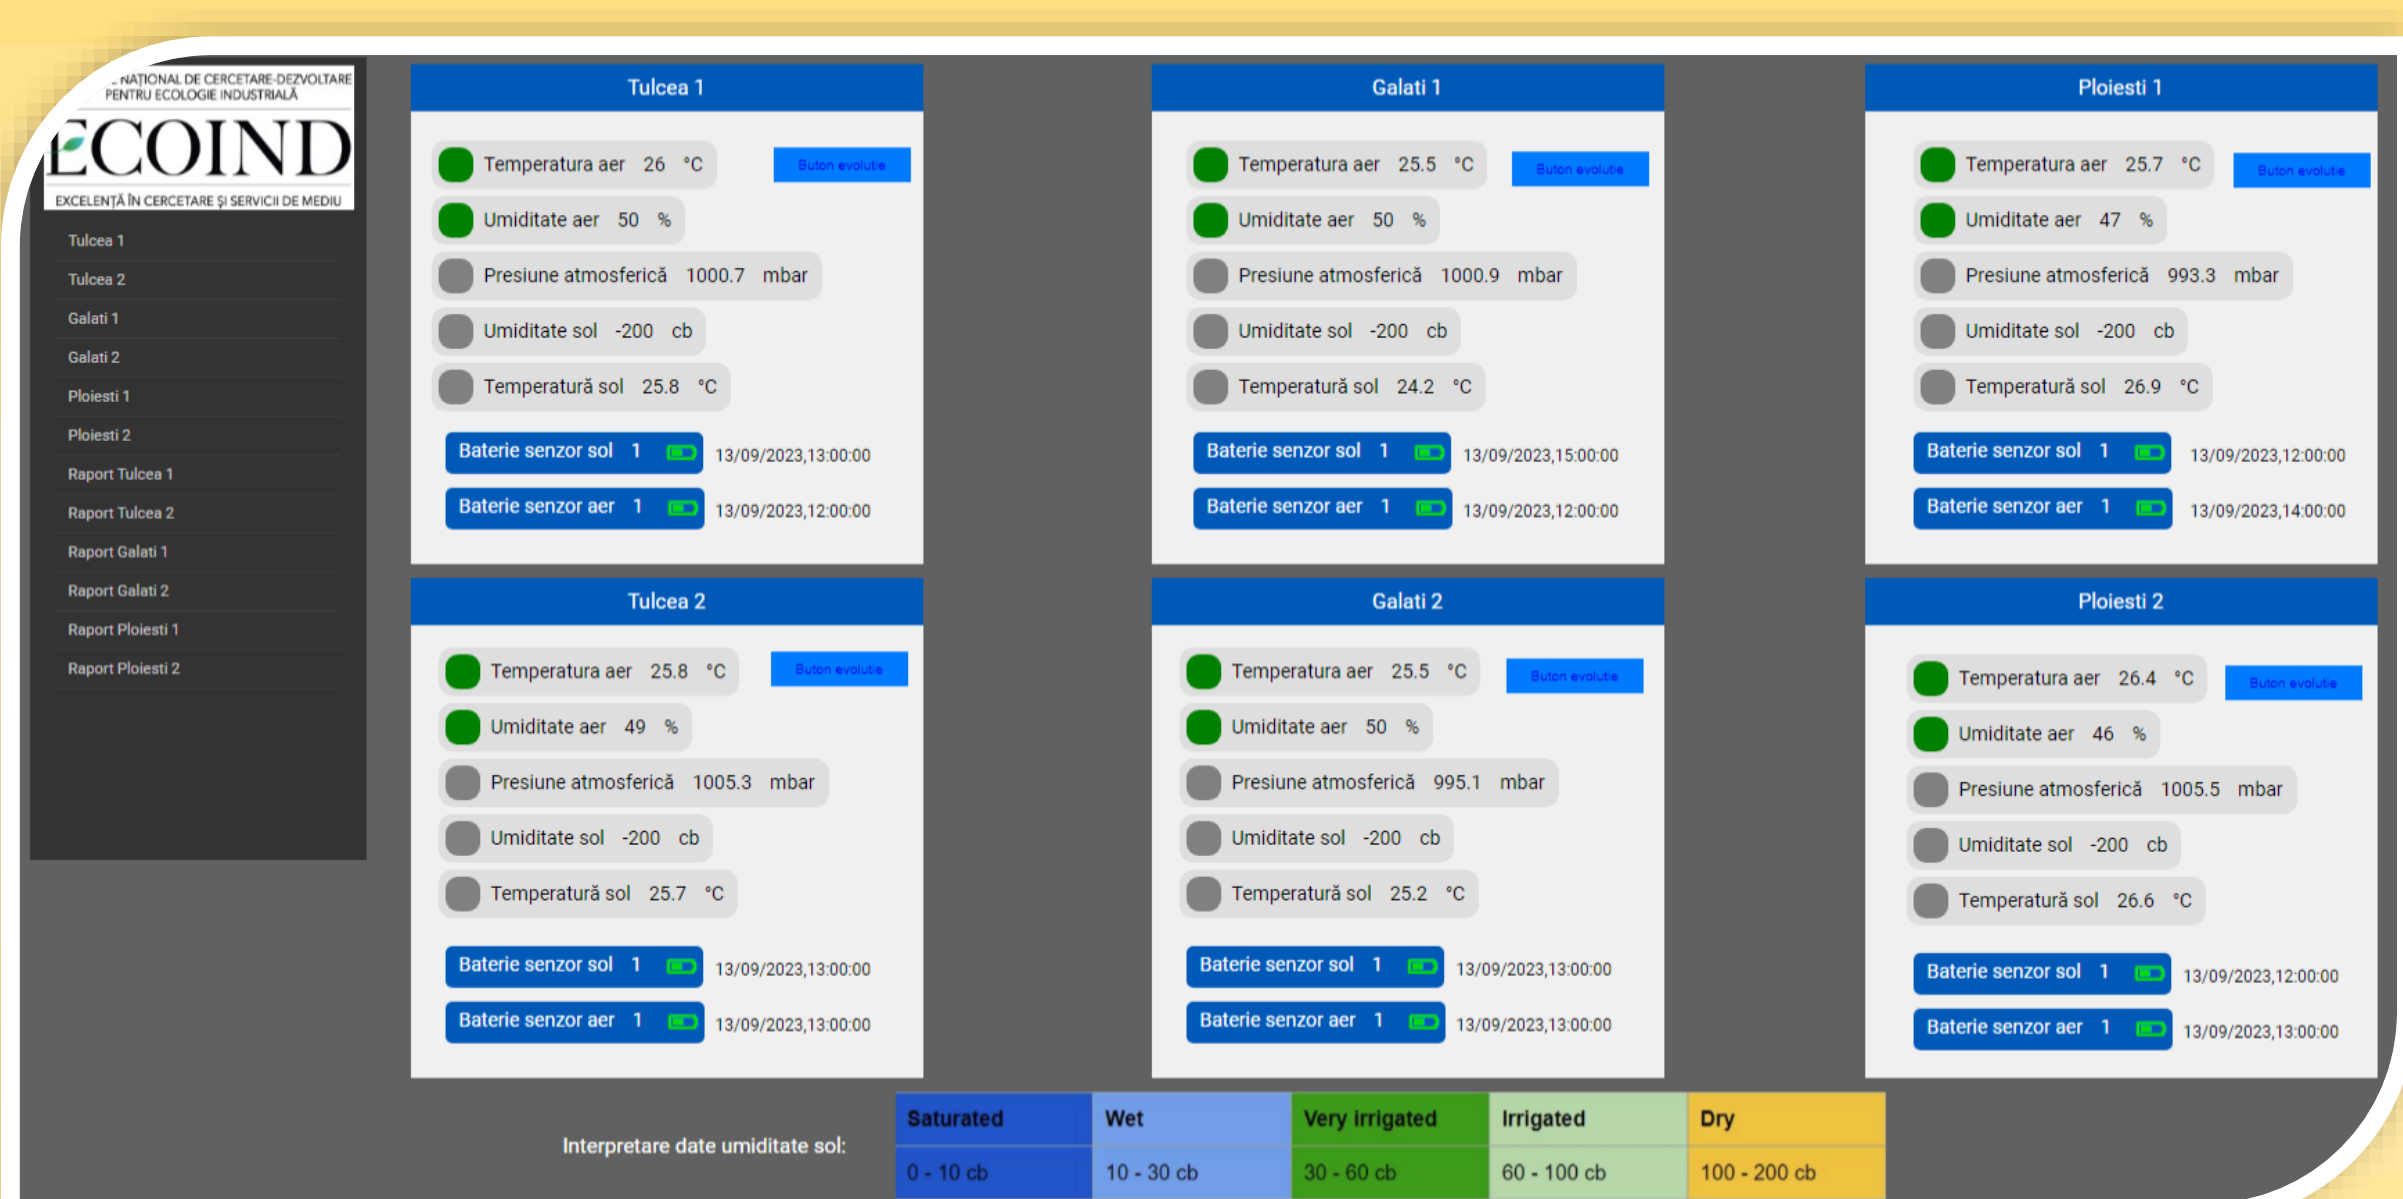 NAȚIONAL DE CERCETARE-DEZVOLTARE
PENTRU ECOLOGIE INDUSTRIALĂ
ECOIND
EXCELENȚĂ ÎN CERCETARE ȘI SERVICII DE MEDIU
Tulcea 1
Tulcea 2
Galati 1
Galati 2
Ploiesti 1
Ploiesti 2
Raport Tulcea 1
Raport Tulcea 2
Raport Galati 1
Raport Galati 2
Raport Ploiesti 1
Raport Ploiesti 2
Tulcea 1
Temperatura aer 26 °C
Buton evolutie
Umiditate aer 50 %
Presiune atmosferică 1000.7 mbar
Umiditate sol -200 cb
Temperatură sol 25.8 °C
Baterie senzor sol 1 13/09/2023,13:00:00
Baterie senzor aer 1 13/09/2023,12:00:00
Galati 1
Temperatura aer 25.5 °C
Buton evolutie
Umiditate aer 50 %
Presiune atmosferică 1000.9 mbar
Umiditate sol -200 cb
Temperatură sol 24.2 °C
Baterie senzor sol 1 13/09/2023,15:00:00
Baterie senzor aer 1 13/09/2023,12:00:00
Ploiesti 1
Temperatura aer 25.7 °C
Buton evolutie
Umiditate aer 47 %
Presiune atmosferică 993.3 mbar
Umiditate sol -200 cb
Temperatură sol 26.9 °C
Baterie senzor sol 1 13/09/2023,12:00:00
Baterie senzor aer 1 13/09/2023,14:00:00
Tulcea 2
Temperatura aer 25.8 °C
Buton evolutie
Umiditate aer 49 %
Presiune atmosferică 1005.3 mbar
Umiditate sol -200 cb
Temperatură sol 25.7 °C
Baterie senzor sol 1 13/09/2023,13:00:00
Baterie senzor aer 1 13/09/2023,13:00:00
Galati 2
Temperatura aer 25.5 °C
Buton evolutie
Umiditate aer 50 %
Presiune atmosferică 995.1 mbar
Umiditate sol -200 cb
Temperatură sol 25.2 °C
Baterie senzor sol 1 13/09/2023,13:00:00
Baterie senzor aer 1 13/09/2023,13:00:00
Ploiesti 2
Temperatura aer 26.4 °C
Buton evolutie
Umiditate aer 46 %
Presiune atmosferică 1005.5 mbar
Umiditate sol -200 cb
Temperatură sol 26.6 °C
Baterie senzor sol 1 13/09/2023,12:00:00
Baterie senzor aer 1 13/09/2023,13:00:00
Interpretare date umiditate sol:
Saturated Wet Very irrigated Irrigated Dry
0 - 10 cb 10 - 30 cb 30 - 60 cb 60 - 100 cb 100 - 200 cb